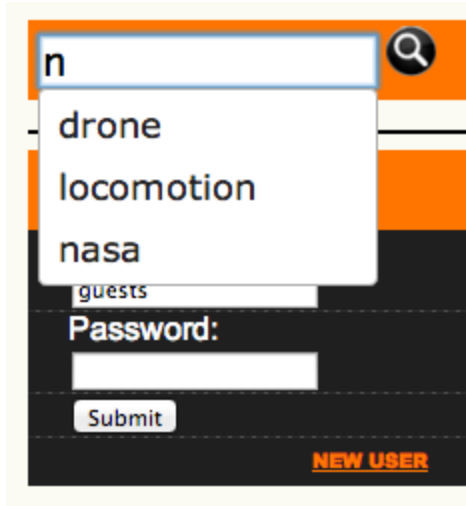 n
drone
locomotion
nasa
guests
Password:
Submit
NEW USER